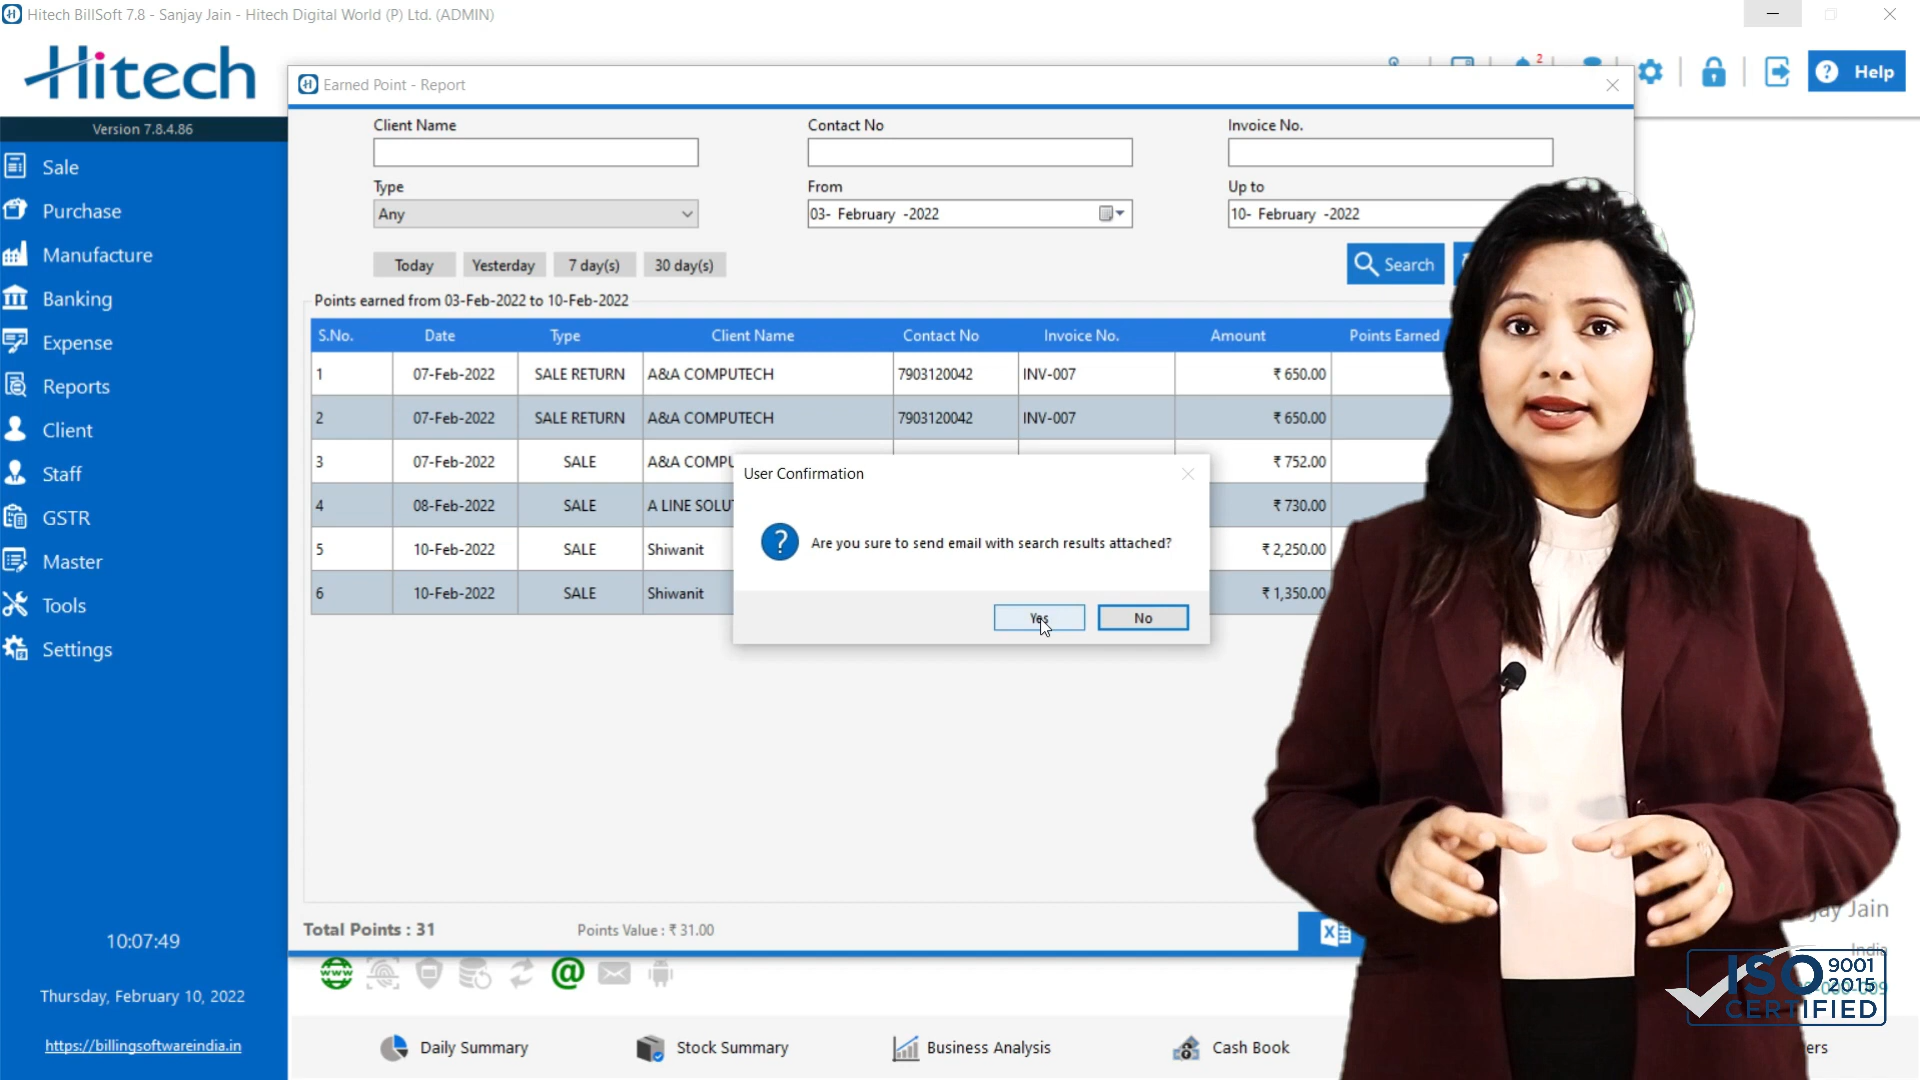 Hitech BillSoft 7.8 - Sanjay Jain - Hitech Digital World (P) Ltd. (ADMIN)
Hitech
2
Help
Version 7.8.4.86
Sale
Purchase
Manufacture
Banking
Expense
Reports
Client
Staff
GSTR
Master
Tools
Settings
10:07:49
Thursday, February 10, 2022
https://billingsoftwareindia.in
Earned Point - Report
Client Name Contact No Invoice No.
Type From Up to
Any 03- February -2022 10- February -2022
Today Yesterday 7 day(s) 30 day(s) Search
Points earned from 03-Feb-2022 to 10-Feb-2022
S.No. Date Type Client Name Contact No Invoice No. Amount Points Earned
1 07-Feb-2022 SALE RETURN A&A COMPUTECH 7903120042 INV-007 ₹ 650.00
2 07-Feb-2022 SALE RETURN A&A COMPUTECH 7903120042 INV-007 ₹ 650.00
3 07-Feb-2022 SALE A&A COMPU ₹ 752.00
4 08-Feb-2022 SALE A LINE SOLU ₹ 730.00
5 10-Feb-2022 SALE Shiwanit ₹ 2,250.00
6 10-Feb-2022 SALE Shiwanit ₹ 1,350.00
User Confirmation
? Are you sure to send email with search results attached?
Yes No
Total Points : 31 Points Value : ₹ 31.00
www @
Jain
India
ISO 9001
2015
CERTIFIED
Daily Summary Stock Summary Business Analysis Cash Book